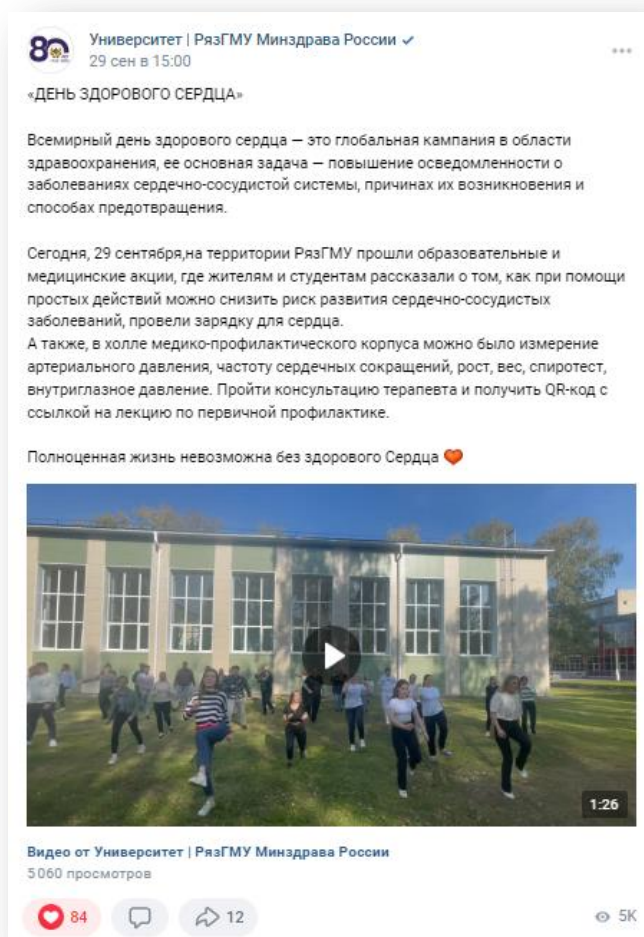 80
Университет | РязГМУ Минздрава России
29 сен в 15:00
«ДЕНЬ ЗДОРОВОГО СЕРДЦА»
Всемирный день здорового сердца — это глобальная кампания в области
здравоохранения, ее основная задача — повышение осведомленности о
заболеваниях сердечно-сосудистой системы, причинах их возникновения и
способах предотвращения.
Сегодня, 29 сентября,на территории РязГМУ прошли образовательные и
медицинские акции, где жителям и студентам рассказали о том, как при помощи
простых действий можно снизить риск развития сердечно-сосудистых
заболеваний, провели зарядку для сердца.
А также, в холле медико-профилактического корпуса можно было измерение
артериального давления, частоту сердечных сокращений, рост, вес, спиротест,
внутриглазное давление. Пройти консультацию терапевта и получить QR-код с
ссылкой на лекцию по первичной профилактике.
Полноценная жизнь невозможна без здорового Сердца
1:26
Видео от Университет | РязГМУ Минздрава России
5 060 просмотров
84
12
5K